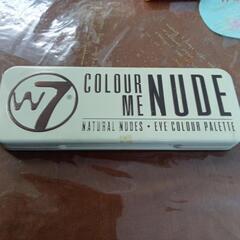 W7®
COLOUR
ME NUDE
NATURAL NUDES • EYE COLOUR PALETTE